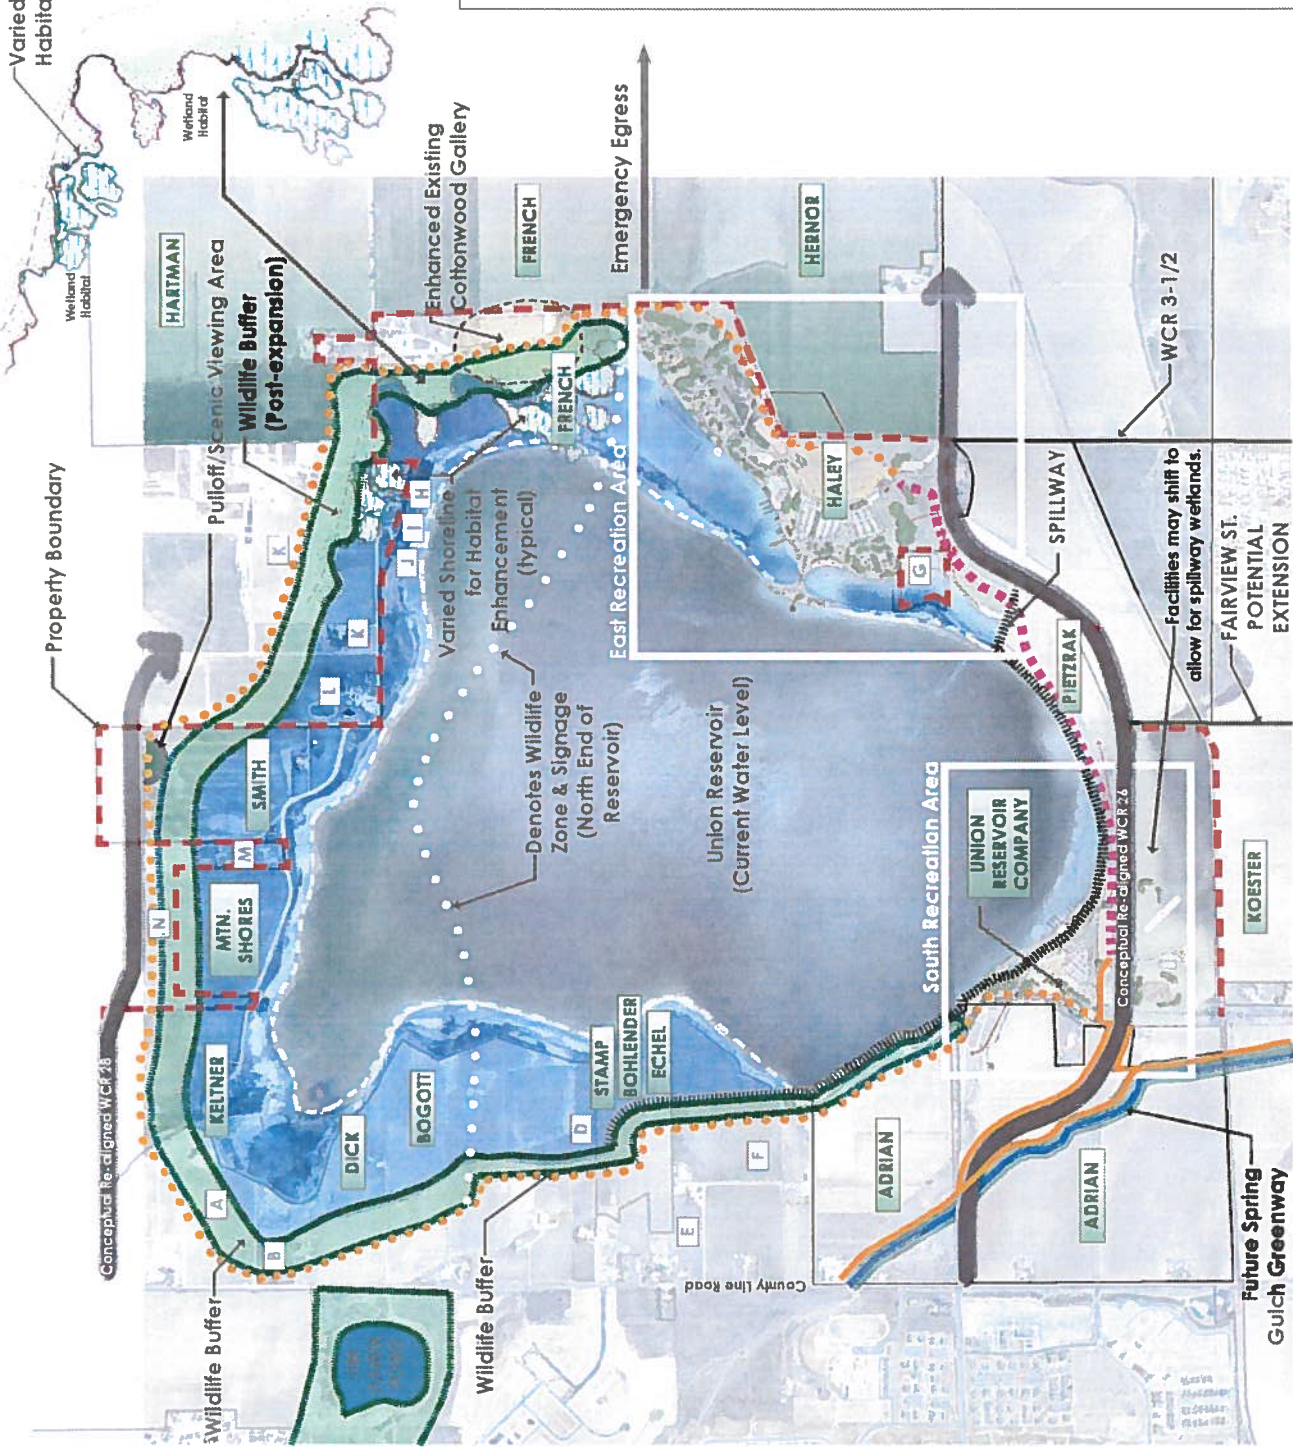 Varied
Habita
Wetland
Habitat
Wetland
Habitat
Property Boundary
Pulloff/Scenic Viewing Area
Wildlife Buffer
(Post-expansion)
HARTMAN
Enhanced Existing
Cottonwood Gallery
FRENCH
FRENCH
Emergency Egress
HERNOR
WCR 3-1/2
Conceptual Re-aligned WCR 28
N
M
MTN.
SHORES
SMITH
KELTNER
K
K
L
J
I
H
Varied Shoreline
for Habitat
Enhancement
(typical)
East Recreation Area
HALEY
G
SPILLWAY
Facilities may shift to
allow for spillway wetlands.
FAIRVIEW ST.
POTENTIAL
EXTENSION
Denotes Wildlife
Zone & Signage
(North End of
Reservoir)
Union Reservoir
(Current Water Level)
PIETZRAK
South Recreation Area
UNION
RESERVOIR
COMPANY
Conceptual Re-aligned WCR 26
KOESTER
A
B
DICK
BOGOTT
D
STAMP
BOHLENDER
ECHEL
E
F
Wildlife Buffer
Wildlife Buffer
County Line Road
ADRIAN
ADRIAN
Future Spring
Gulch Greenway